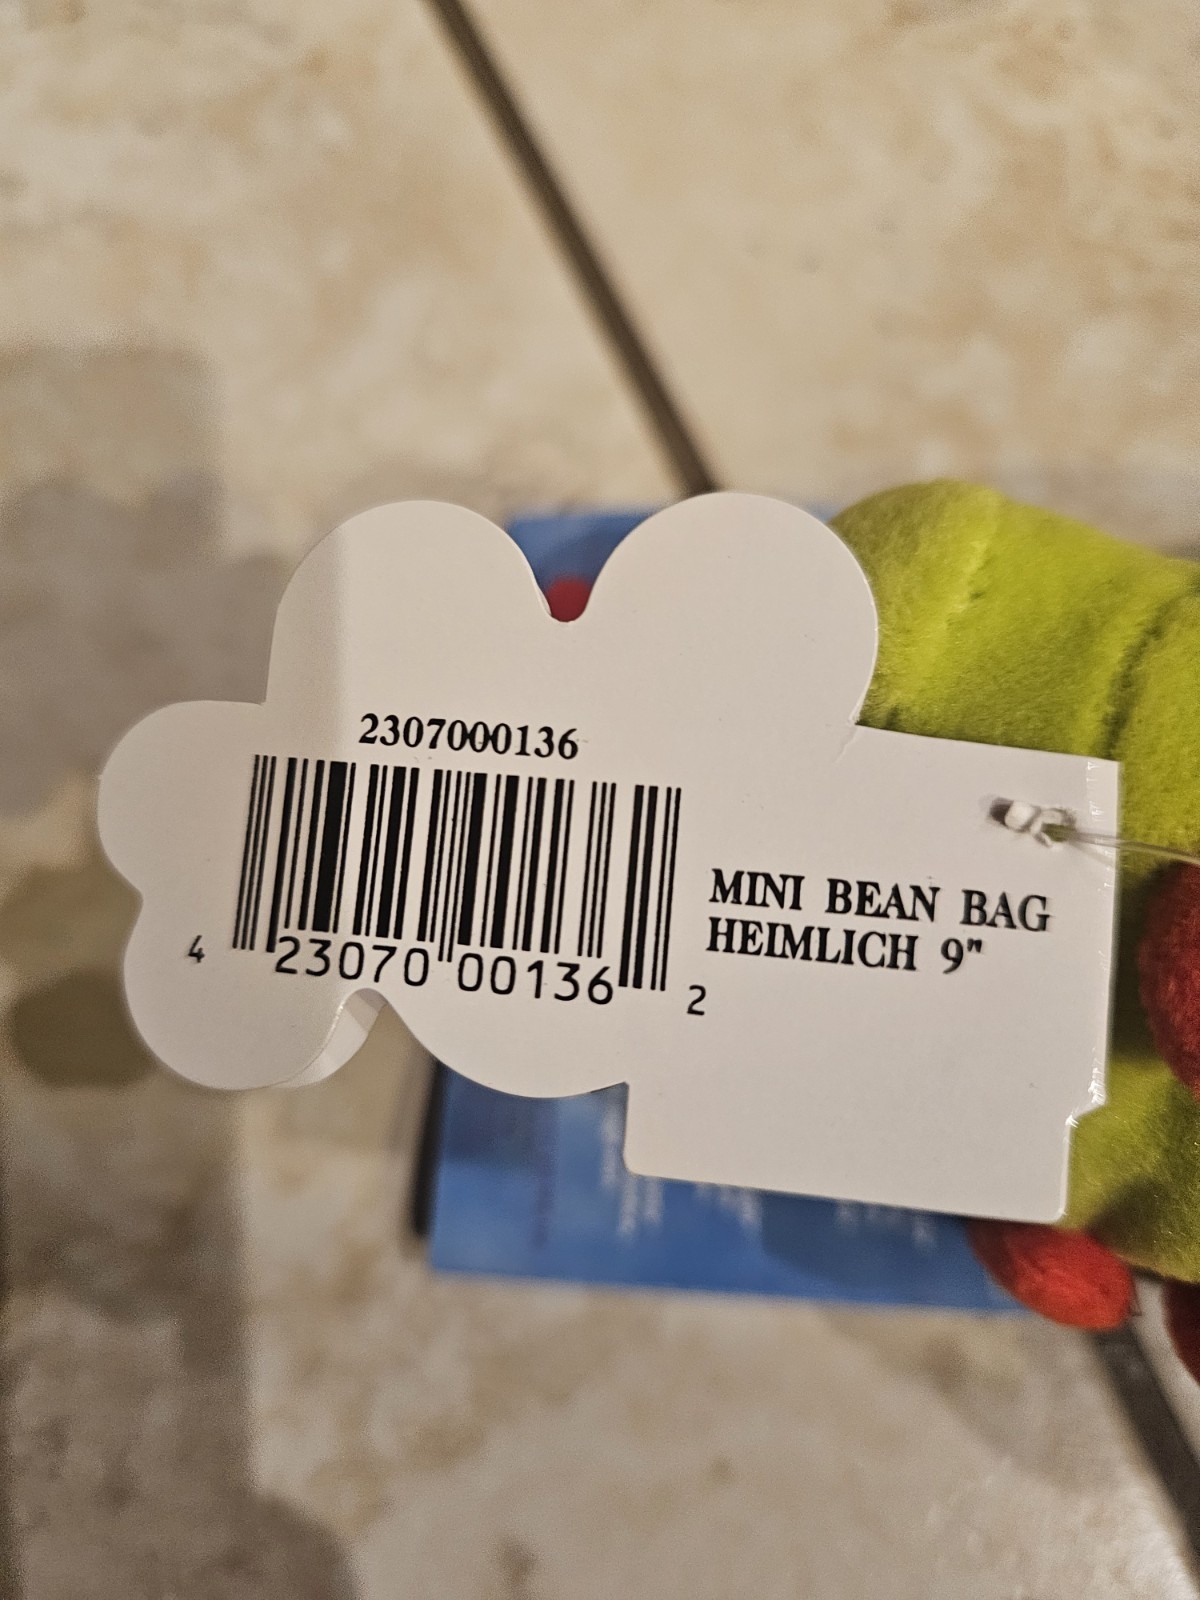 2307000136
4 23070 00136 2
MINI BEAN BAG
HEIMLICH 9"